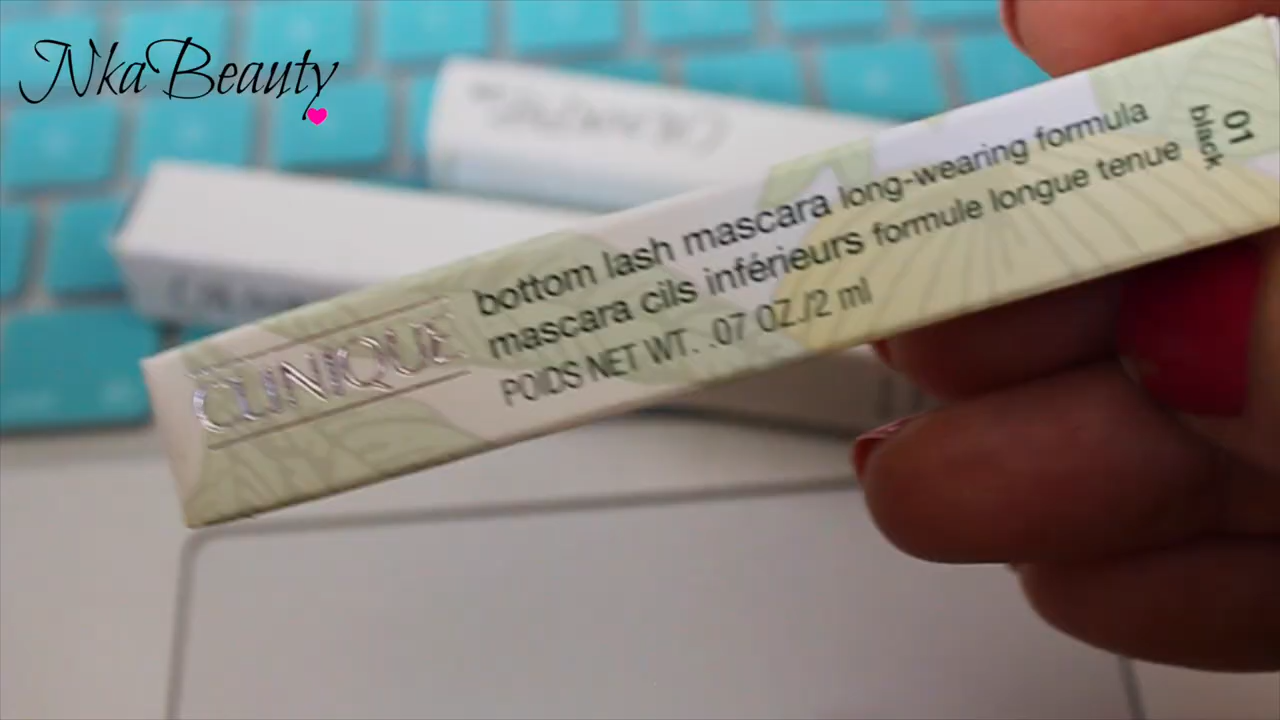 NkaBeauty
CLINIQUE
bottom lash mascara long-wearing formula
mascara cils inférieurs formule longue tenue
POIDS NET WT. .07 OZ./2 ml
01
black